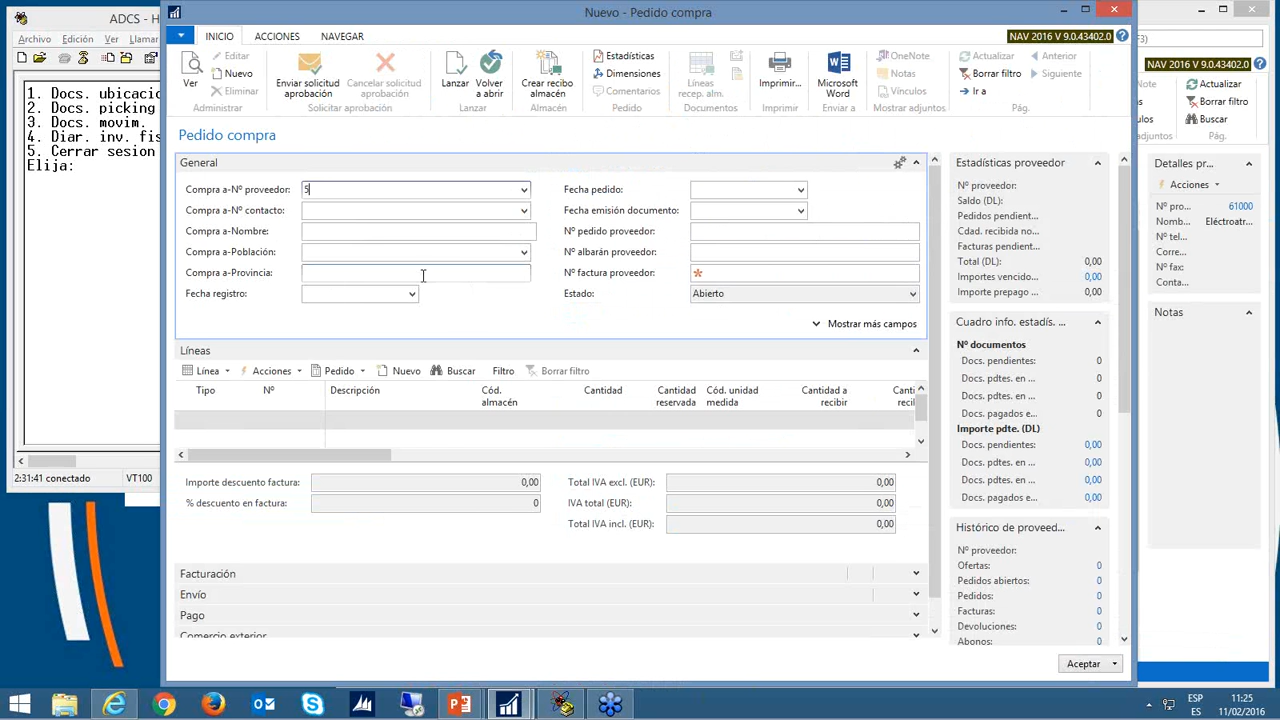 ADCS - H
Archivo Edición Ver Llamar
1. Docs. ubicacio
2. Docs. picking
3. Docs. movim.
4. Diar. inv. fis
5. Cerrar sesion
Elija:
2:31:41 conectado VT100
Nuevo - Pedido compra
INICIO ACCIONES NAVEGAR
NAV 2016 V 9.0.43402.0
Ver
Editar
Nuevo
Eliminar
Administrar
Enviar solicitud aprobación
Cancelar solicitud aprobación
Solicitar aprobación
Lanzar
Volver a abrir
Lanzar
Crear recibo almacén
Almacén
Estadísticas
Dimensiones
Comentarios
Pedido
Líneas recep. alm.
Documentos
Imprimir...
Imprimir
Microsoft Word
Enviar a
OneNote
Notas
Vínculos
Mostrar adjuntos
Actualizar
Borrar filtro
Ir a
Anterior
Siguiente
Pág.
Pedido compra
General
Compra a-Nº proveedor: 5
Compra a-Nº contacto:
Compra a-Nombre:
Compra a-Población:
Compra a-Provincia:
Fecha registro:
Fecha pedido:
Fecha emisión documento:
Nº pedido proveedor:
Nº albarán proveedor:
Nº factura proveedor: *
Estado: Abierto
Mostrar más campos
Líneas
Línea Acciones Pedido Nuevo Buscar Filtro Borrar filtro
Tipo Nº Descripción Cód. almacén Cantidad Cantidad reservada Cód. unidad medida Cantidad a recibir Canti recil
Importe descuento factura: 0,00
% descuento en factura: 0
Total IVA excl. (EUR): 0,00
IVA total (EUR): 0,00
Total IVA incl. (EUR): 0,00
Facturación
Envío
Pago
Comercio exterior
Estadísticas proveedor
Nº proveedor:
Saldo (DL):
Pedidos pendient...
Cdad. recibida no...
Facturas pendient...
Total (DL): 0,00
Importes vencido... 0,00
Importe prepago ... 0,00
Cuadro info. estadís. ...
Nº documentos
Docs. pendientes: 0
Docs. pdtes. en ... 0
Docs. pdtes. en ... 0
Docs. pagados e... 0
Importe pdte. (DL)
Docs. pendientes: 0,00
Docs. pdtes. en ... 0,00
Docs. pdtes. en ... 0,00
Docs. pagados e... 0,00
Histórico de proveed...
Nº proveedor:
Ofertas: 0
Pedidos abiertos: 0
Pedidos: 0
Facturas: 0
Devoluciones: 0
Abonos: 0
Aceptar
F3)
NAV 2016 V 9.0.43402.0
Actualizar
Borrar filtro
Buscar
Pág.
Detalles pr...
Acciones
Nº pro... 61000
Nomb... Eléctroatr...
Nº tel...
Corre...
Nº fax:
Conta...
Notas
ESP
ES
11:25
11/02/2016